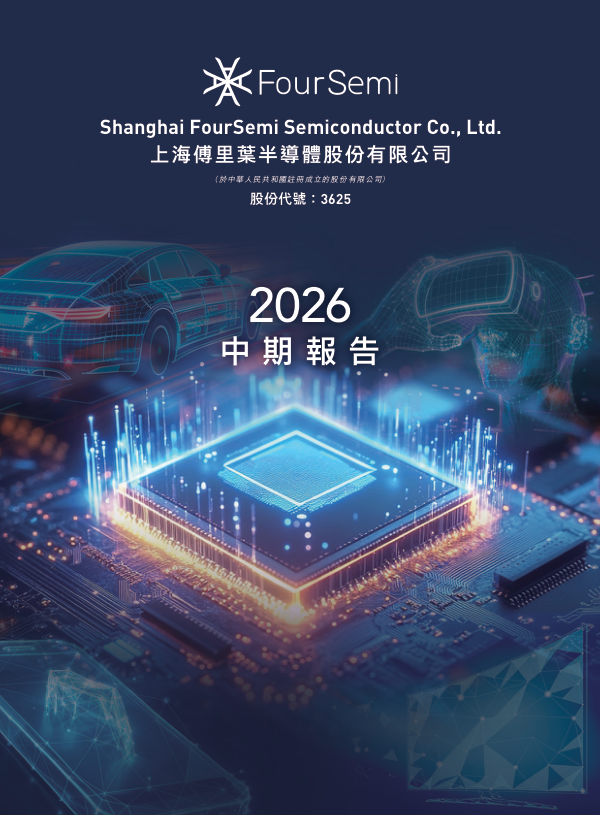 FourSemi
Shanghai FourSemi Semiconductor Co., Ltd.
上海傅里葉半導體股份有限公司
（於中華人民共和國註冊成立的股份有限公司）
股份代號：3625
2026
中期報告